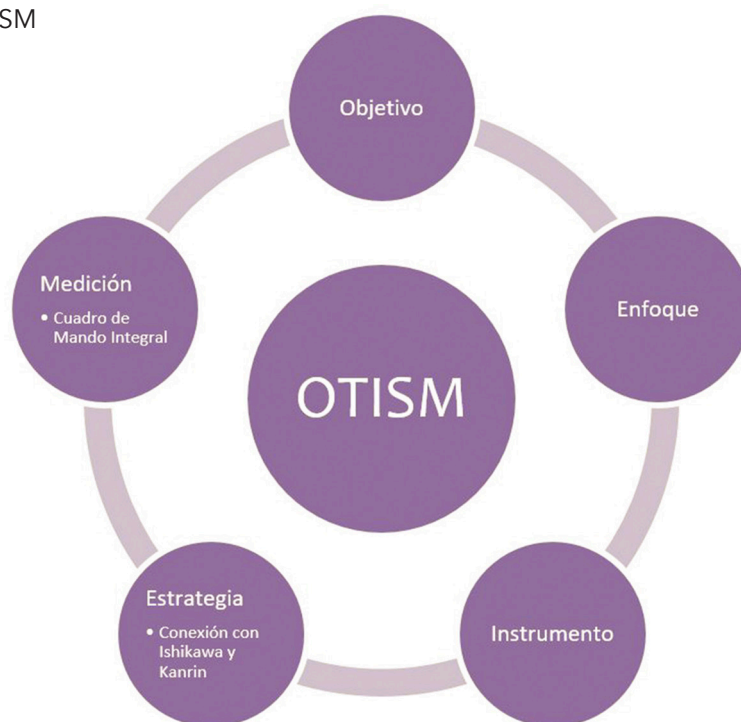 SM
Objetivo
Enfoque
Instrumento
Estrategia
• Conexión con
Ishikawa y
Kanrin
Medición
• Cuadro de
Mando Integral
OTISM